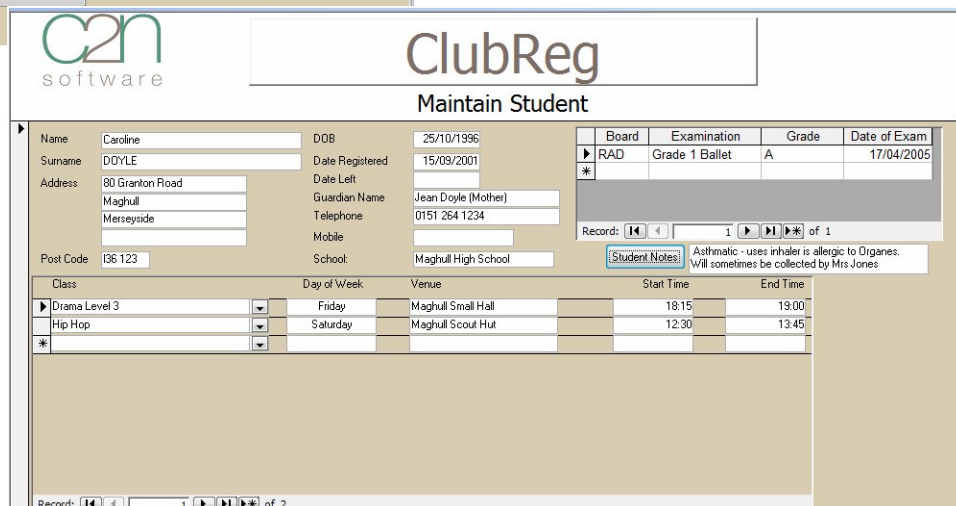 c2n
software
ClubReg
Maintain Student
Name Caroline DOB 25/10/1996
Surname DOYLE Date Registered 15/09/2001
Address 80 Granton Road Date Left
Maghull Guardian Name Jean Doyle (Mother)
Merseyside Telephone 0151 264 1234
Mobile
Post Code l36 123 School: Maghull High School
Board Examination Grade Date of Exam
RAD Grade 1 Ballet A 17/04/2005
Record: 1 of 1
Student Notes Asthmatic - uses inhaler is allergic to Organes.
Will sometimes be collected by Mrs Jones
Class Day of Week Venue Start Time End Time
Drama Level 3 Friday Maghull Small Hall 18:15 19:00
Hip Hop Saturday Maghull Scout Hut 12:30 13:45
Record: 1 of 2